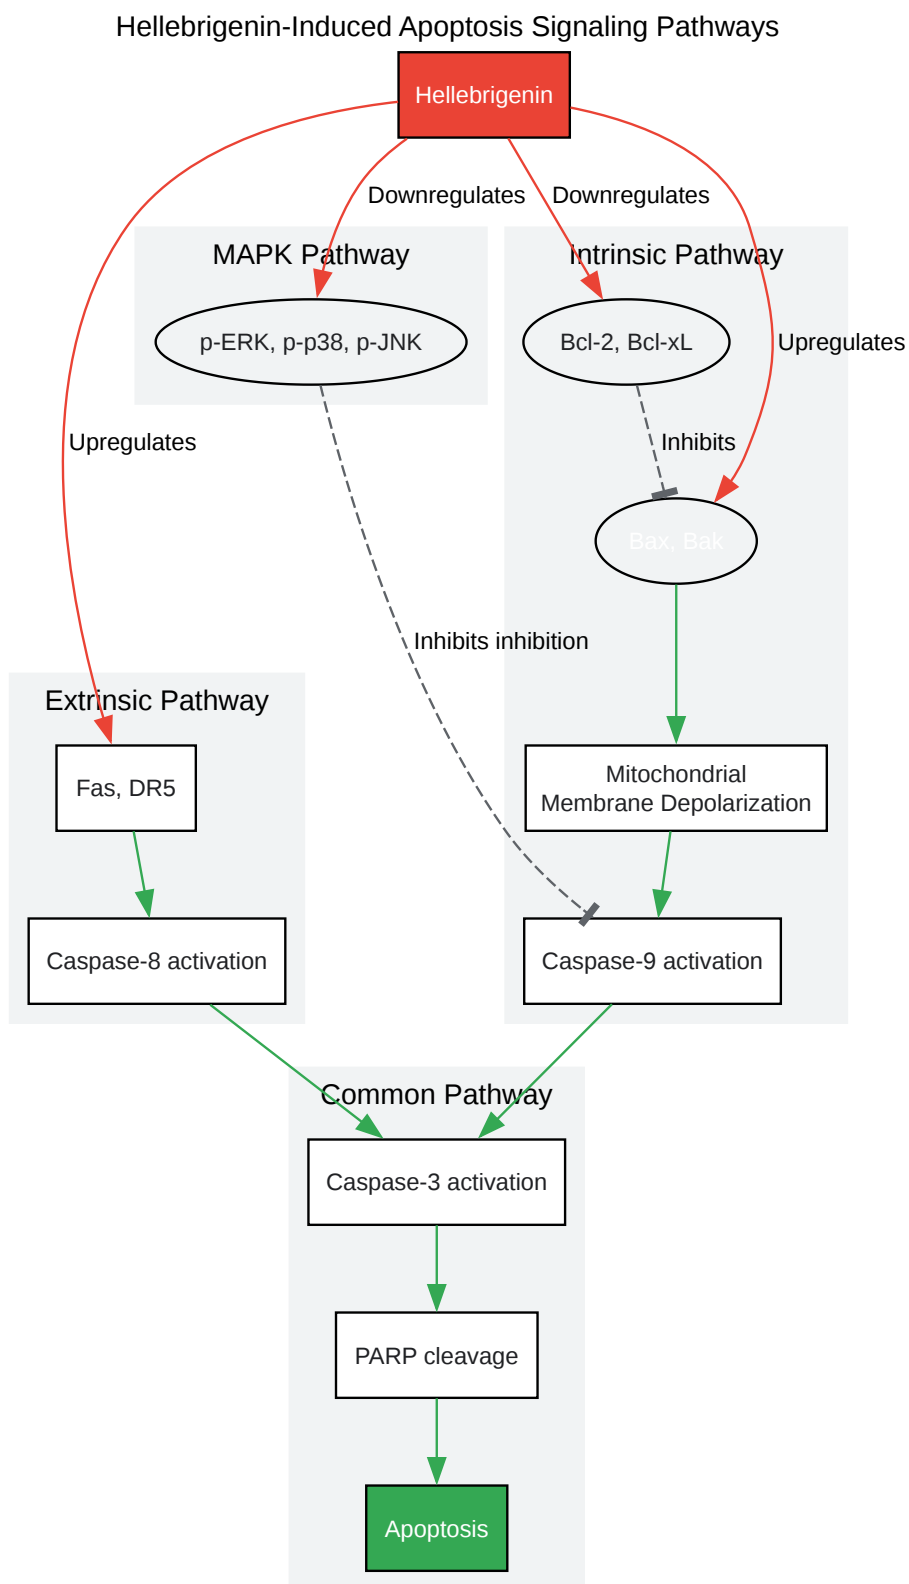 Hellebrigenin-Induced Apoptosis Signaling Pathways
Hellebrigenin
Downregulates
Downregulates
MAPK Pathway
Intrinsic Pathway
p-ERK, p-p38, p-JNK
Bcl-2, Bcl-xL
Upregulates
Upregulates
Inhibits
Bax, Bak
Inhibits inhibition
Extrinsic Pathway
Fas, DR5
Mitochondrial
Membrane Depolarization
Caspase-8 activation
Caspase-9 activation
Common Pathway
Caspase-3 activation
PARP cleavage
Apoptosis